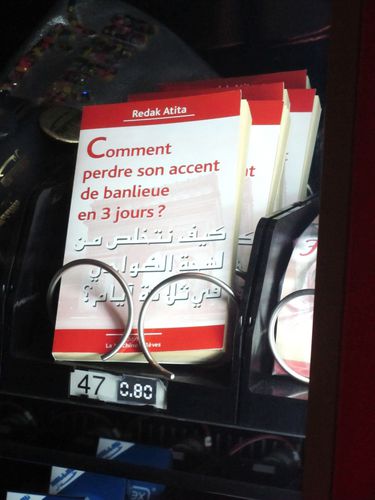 Redak Atita
Comment
perdre son accent
de banlieue
en 3 jours ?
كيف نتخلص من
لهجة الضواحي
في ثلاثة أيام؟
47 0.80